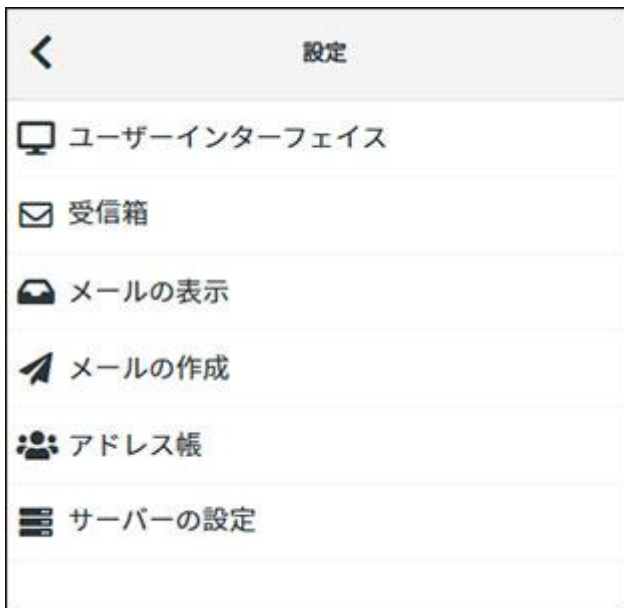 設定
ユーザーインターフェイス
受信箱
メールの表示
メールの作成
アドレス帳
サーバーの設定